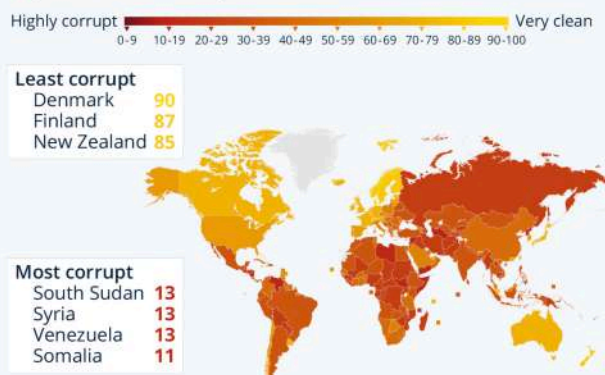 Highly corrupt Very clean
0-9 10-19 20-29 30-39 40-49 50-59 60-69 70-79 80-89 90-100
Least corrupt
Denmark 90
Finland 87
New Zealand 85
Most corrupt
South Sudan 13
Syria 13
Venezuela 13
Somalia 11